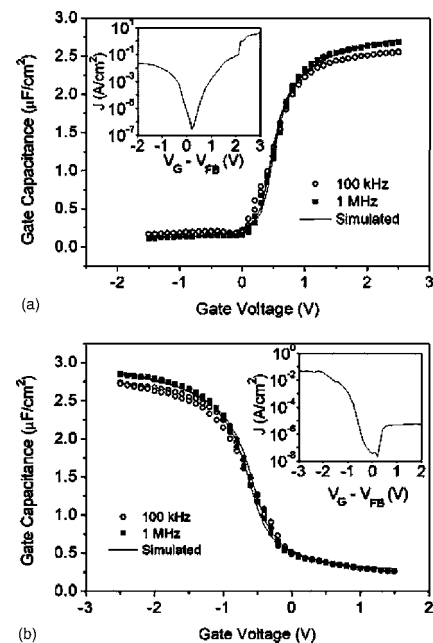 (a)
3.0
2.5
2.0
1.5
1.0
0.5
0.0
Gate Capacitance (µF/cm²)
10¹
10⁻¹
10⁻³
10⁻⁵
10⁻⁷
J (A/cm²)
-2 -1 0 1 2 3
V_G - V_FB (V)
100 kHz
1 MHz
Simulated
-2 -1 0 1 2 3
Gate Voltage (V)
(b)
3.0
2.5
2.0
1.5
1.0
0.5
0.0
Gate Capacitance (µF/cm²)
10⁰
10⁻²
10⁻⁴
10⁻⁶
10⁻⁸
J (A/cm²)
-3 -2 -1 0 1 2
V_G - V_FB (V)
100 kHz
1 MHz
Simulated
-3 -2 -1 0 1 2
Gate Voltage (V)